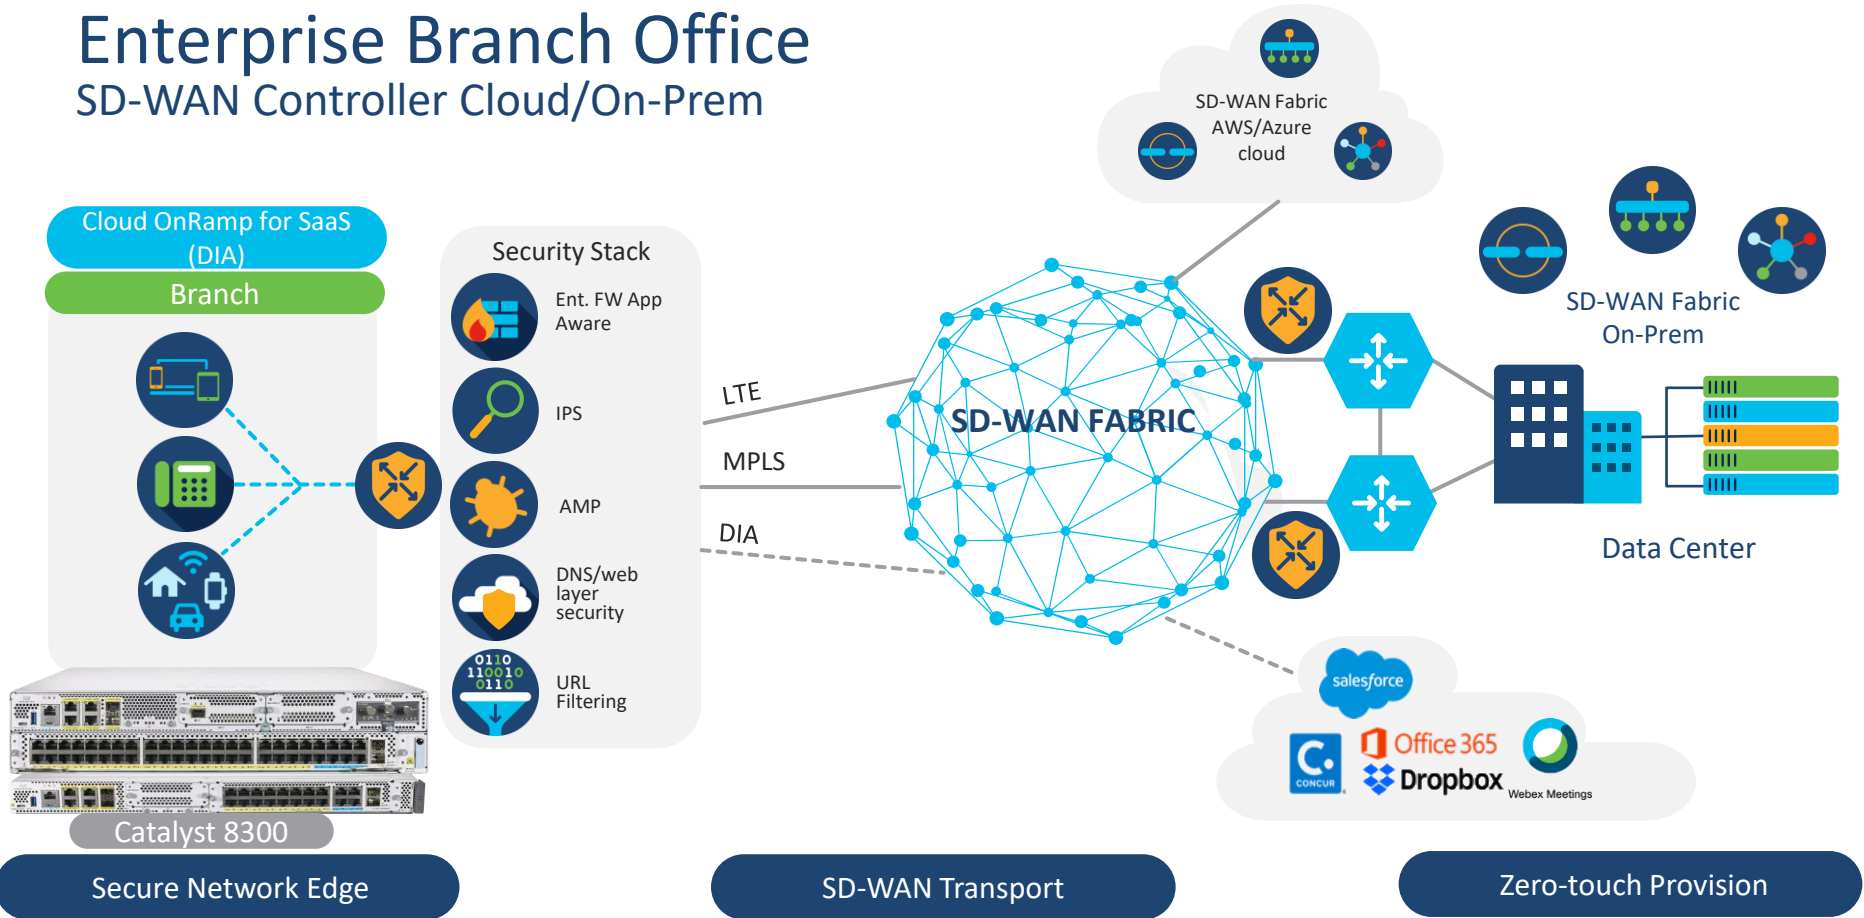 Enterprise Branch Office
SD-WAN Controller Cloud/On-Prem
SD-WAN Fabric
AWS/Azure
cloud
Cloud OnRamp for SaaS
(DIA)
Branch
Security Stack
Ent. FW App
Aware
IPS
AMP
DNS/web
layer
security
0110
110010
0110
URL
Filtering
LTE
MPLS
DIA
SD-WAN FABRIC
SD-WAN Fabric
On-Prem
Data Center
salesforce
C.
CONCUR
Office 365
Dropbox
Webex Meetings
Catalyst 8300
Secure Network Edge
SD-WAN Transport
Zero-touch Provision